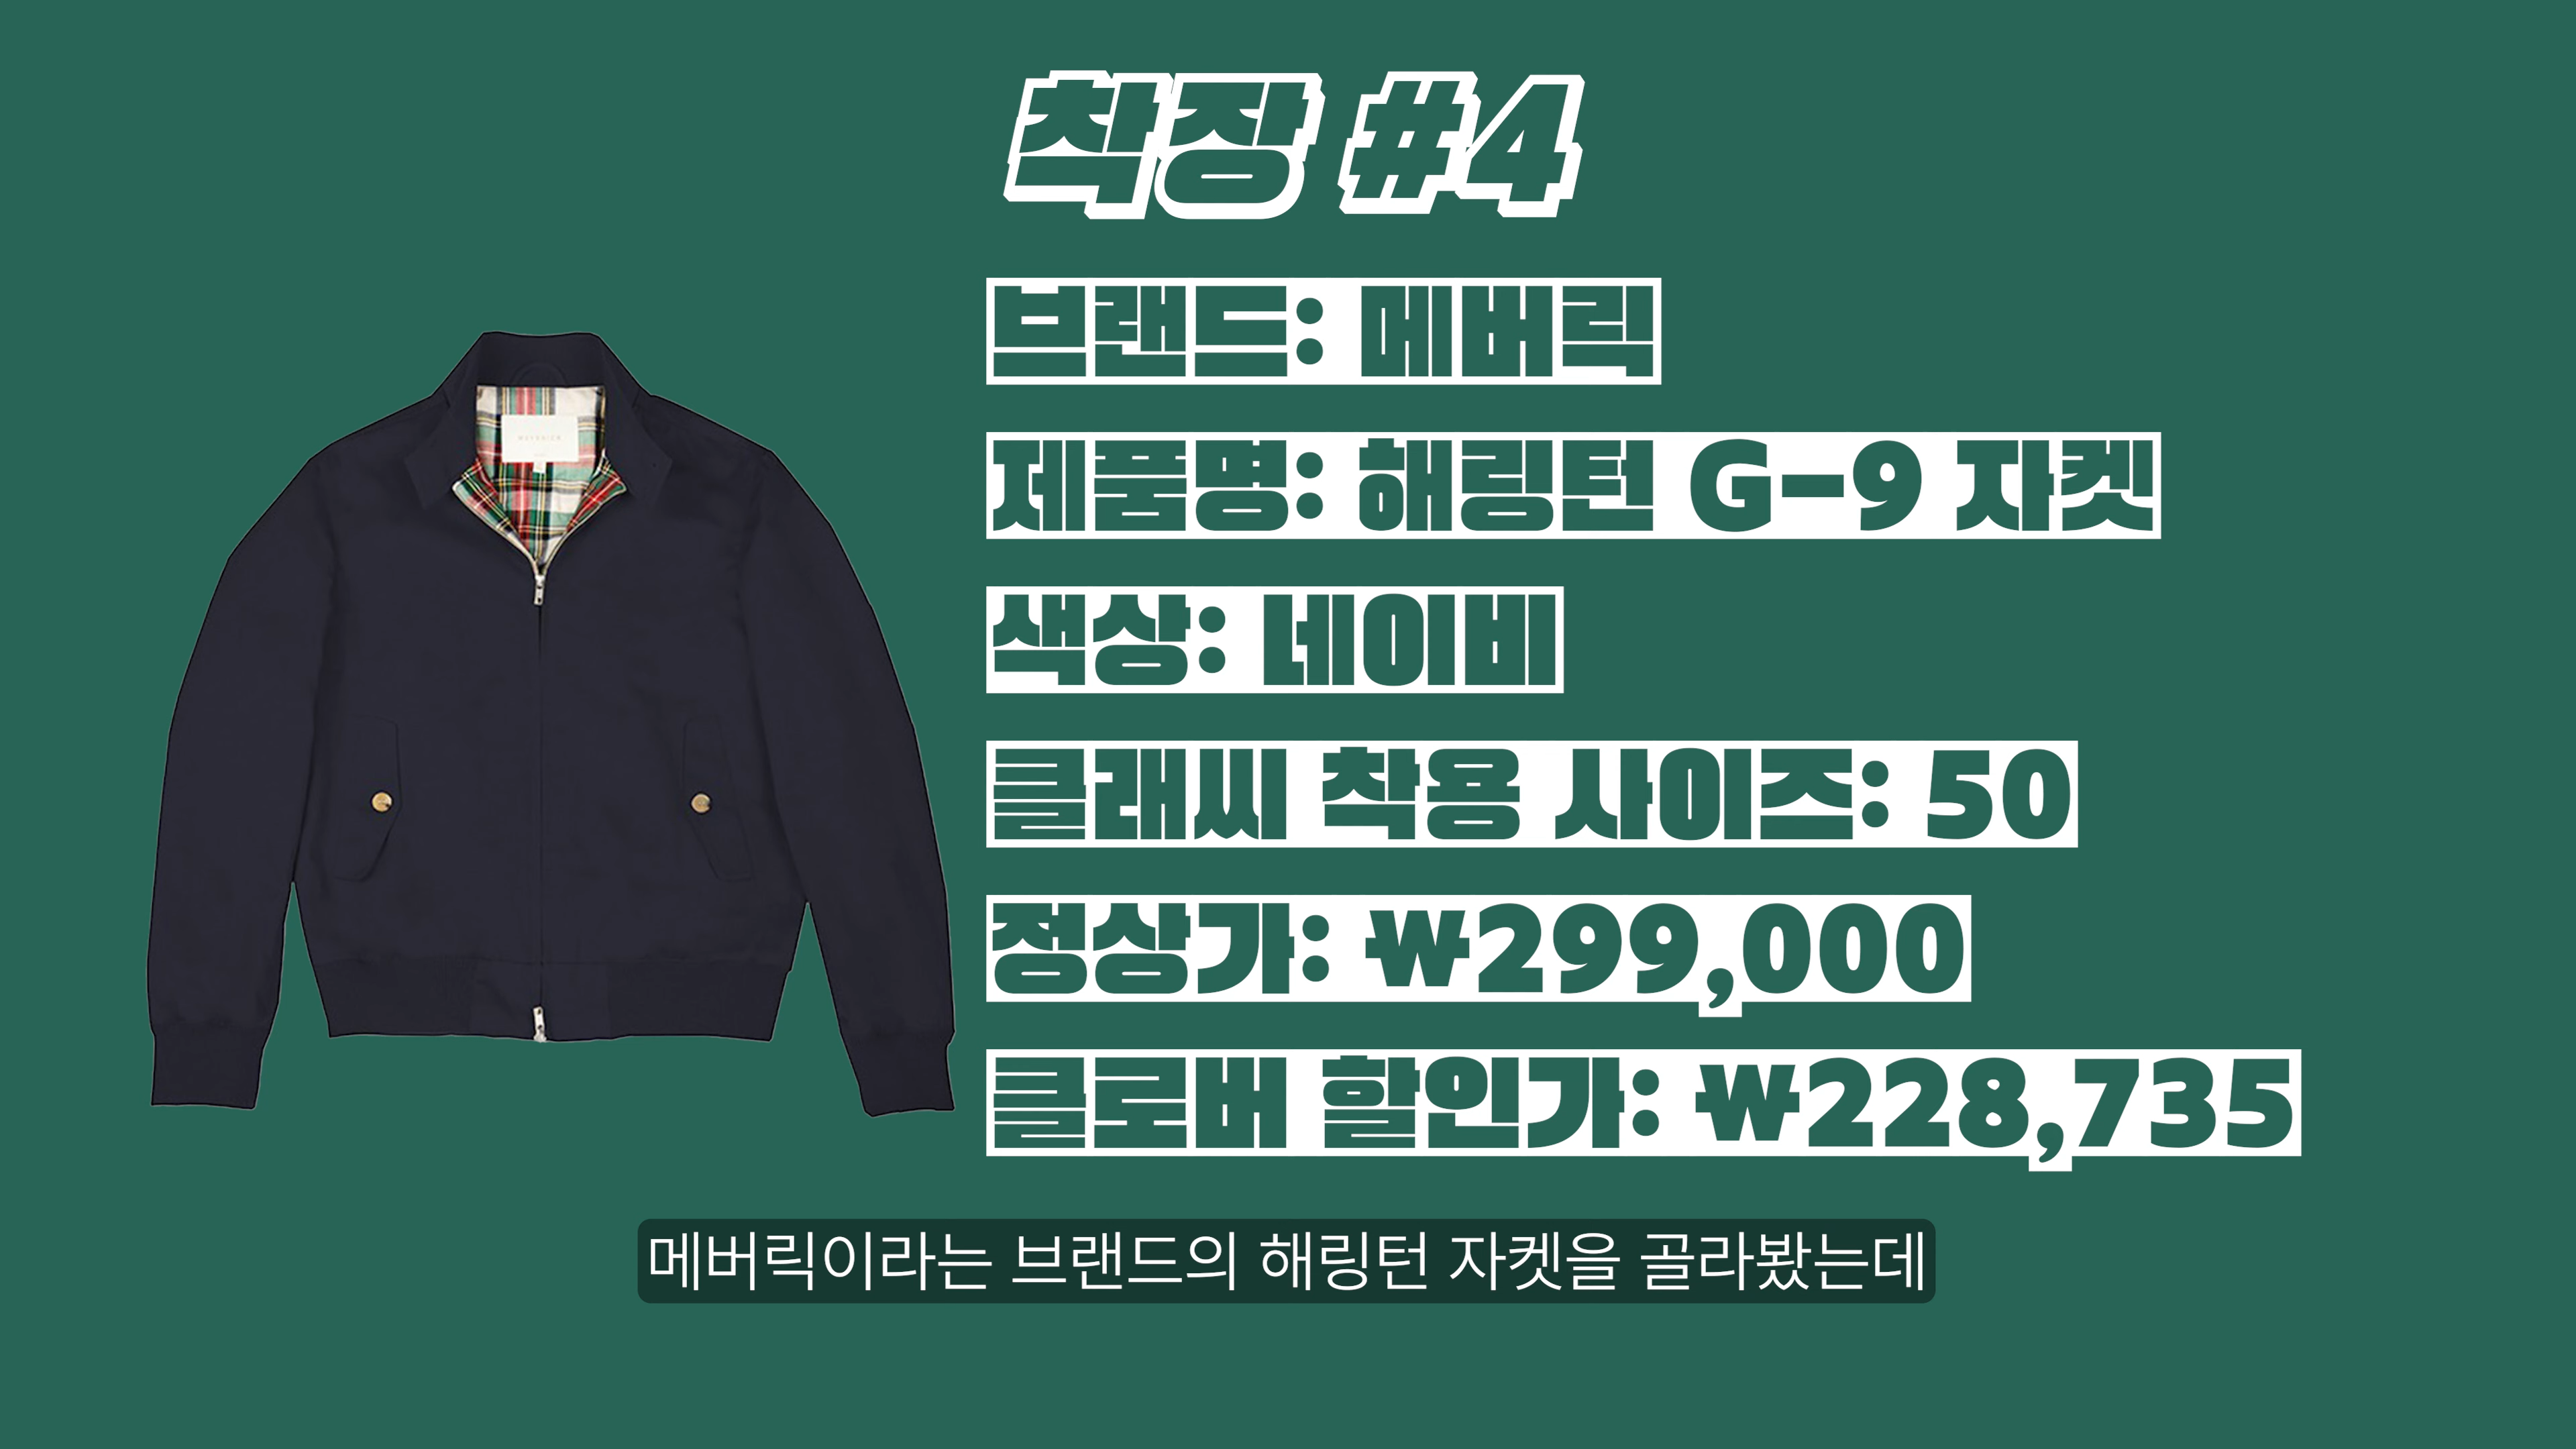 착장 #4
브랜드: 메버릭
제품명: 해링턴 G-9 자켓
색상: 네이비
클래씨 착용 사이즈: 50
정상가: ₩299,000
클로버 할인가: ₩228,735
메버릭이라는 브랜드의 해링턴 자켓을 골라봤는데